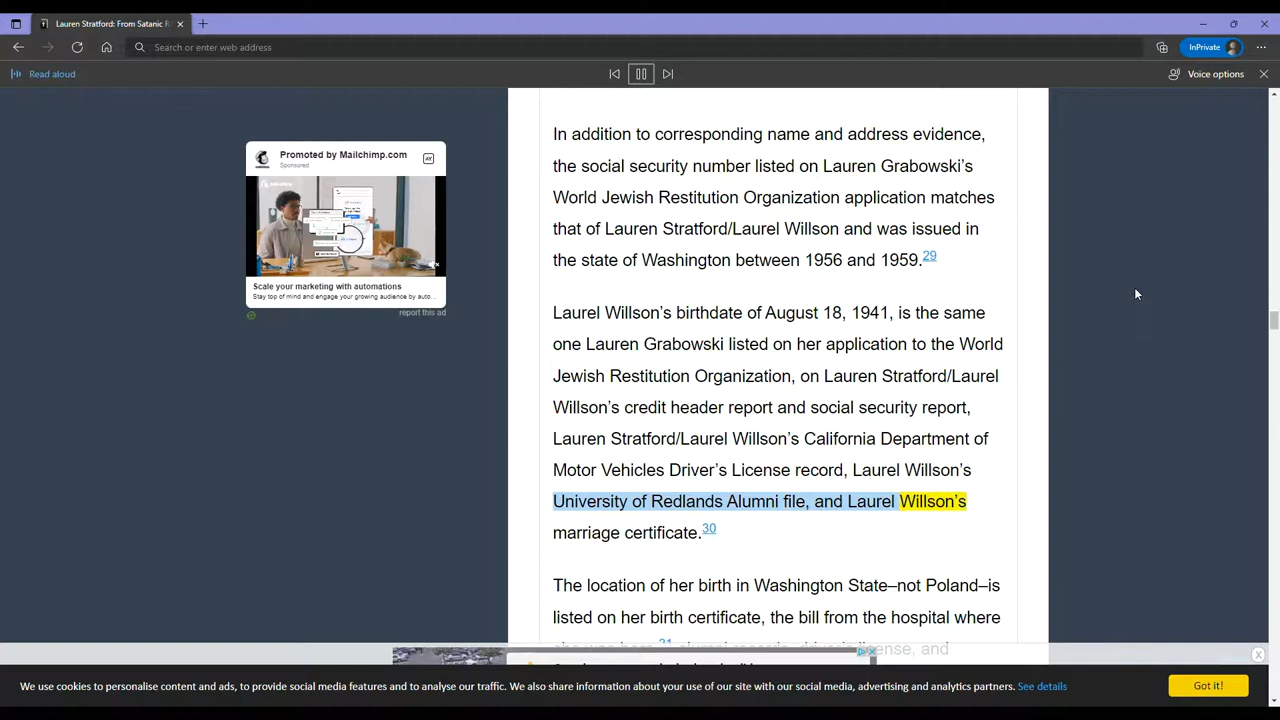 Lauren Stratford: From Satanic R
Search or enter web address
InPrivate
Read aloud
Voice options
Promoted by Mailchimp.com
Sponsored
Scale your marketing with automations
Stay top of mind and engage your growing audience by auto...
report this ad
In addition to corresponding name and address evidence,
the social security number listed on Lauren Grabowski’s
World Jewish Restitution Organization application matches
that of Lauren Stratford/Laurel Willson and was issued in
the state of Washington between 1956 and 1959.29
Laurel Willson’s birthdate of August 18, 1941, is the same
one Lauren Grabowski listed on her application to the World
Jewish Restitution Organization, on Lauren Stratford/Laurel
Willson’s credit header report and social security report,
Lauren Stratford/Laurel Willson’s California Department of
Motor Vehicles Driver’s License record, Laurel Willson’s
University of Redlands Alumni file, and Laurel Willson’s
marriage certificate.30
The location of her birth in Washington State–not Poland–is
listed on her birth certificate, the bill from the hospital where
We use cookies to personalise content and ads, to provide social media features and to analyse our traffic. We also share information about your use of our site with our social media, advertising and analytics partners. See details
Got it!